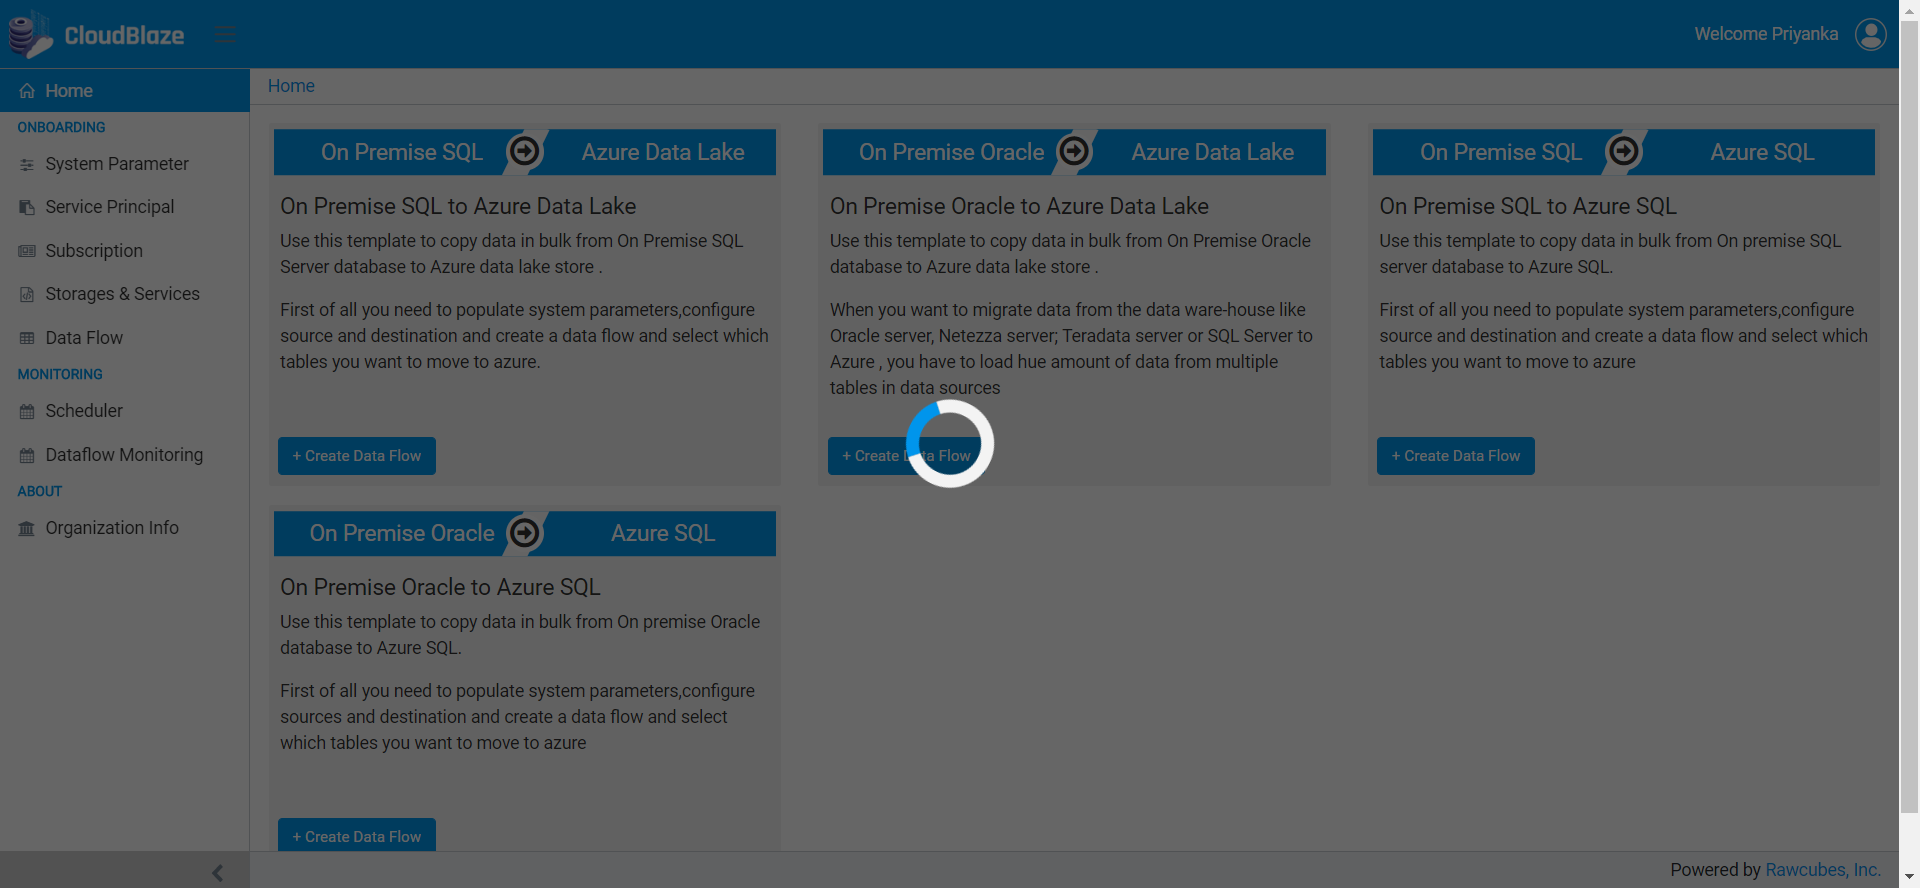 CloudBlaze
Welcome Priyanka
Home
ONBOARDING
System Parameter
Service Principal
Subscription
Storages & Services
Data Flow
MONITORING
Scheduler
Dataflow Monitoring
ABOUT
Organization Info
Home
On Premise SQL
Azure Data Lake
On Premise SQL to Azure Data Lake
Use this template to copy data in bulk from On Premise SQL
Server database to Azure data lake store .
First of all you need to populate system parameters,configure
source and destination and create a data flow and select which
tables you want to move to azure.
+ Create Data Flow
On Premise Oracle
Azure Data Lake
On Premise Oracle to Azure Data Lake
Use this template to copy data in bulk from On Premise Oracle
database to Azure data lake store .
When you want to migrate data from the data ware-house like
Oracle server, Netezza server; Teradata server or SQL Server to
Azure , you have to load hue amount of data from multiple
tables in data sources
+ Create Data Flow
On Premise SQL
Azure SQL
On Premise SQL to Azure SQL
Use this template to copy data in bulk from On premise SQL
server database to Azure SQL.
First of all you need to populate system parameters,configure
source and destination and create a data flow and select which
tables you want to move to azure
+ Create Data Flow
On Premise Oracle
Azure SQL
On Premise Oracle to Azure SQL
Use this template to copy data in bulk from On premise Oracle
database to Azure SQL.
First of all you need to populate system parameters,configure
sources and destination and create a data flow and select
which tables you want to move to azure
+ Create Data Flow
Powered by Rawcubes, Inc.